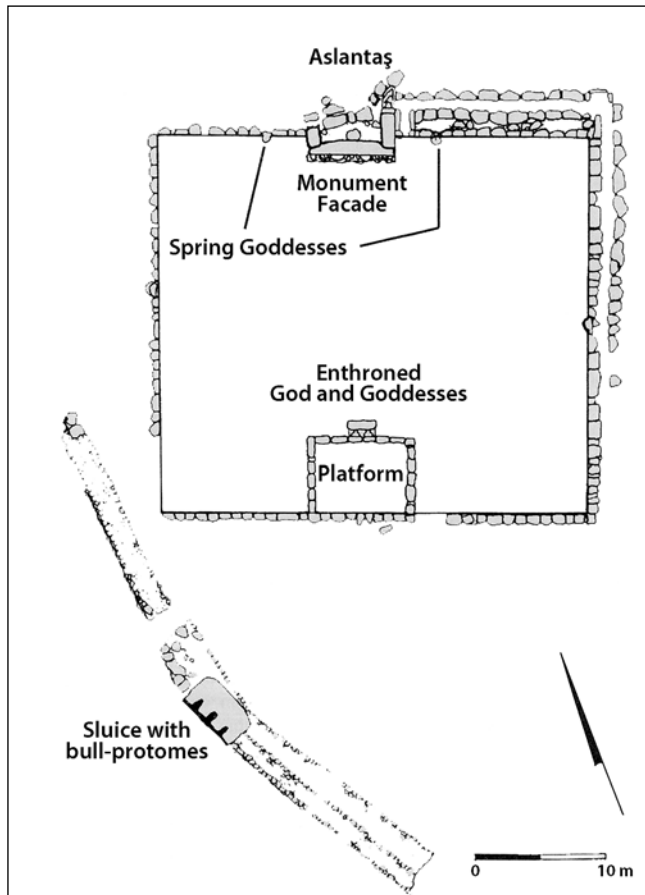 Aslantaş
Monument
Facade
Spring Goddesses
Enthroned
God and Goddesses
Platform
Sluice with
bull-protomes
0 10 m